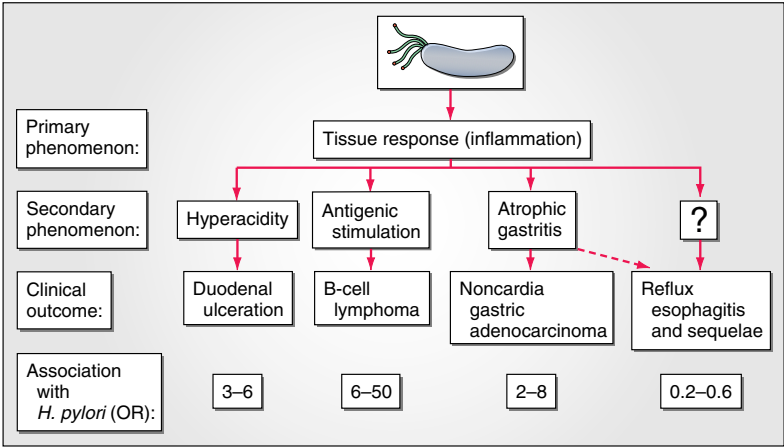 Primary
phenomenon:
Tissue response (inflammation)
Secondary
phenomenon:
Hyperacidity
Antigenic
stimulation
Atrophic
gastritis
?
Clinical
outcome:
Duodenal
ulceration
B-cell
lymphoma
Noncardia
gastric
adenocarcinoma
Reflux
esophagitis
and sequelae
Association
with
H. pylori (OR):
3–6
6–50
2–8
0.2–0.6